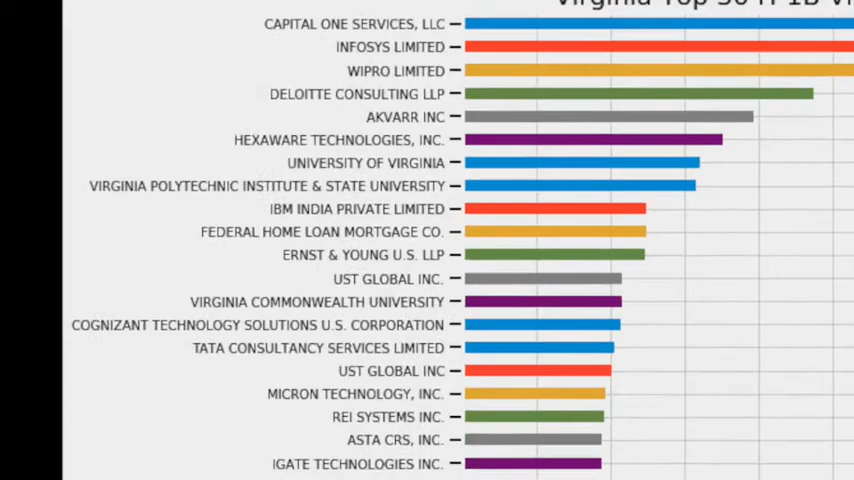 CAPITAL ONE SERVICES, LLC
INFOSYS LIMITED
WIPRO LIMITED
DELOITTE CONSULTING LLP
AKVARR INC
HEXAWARE TECHNOLOGIES, INC.
UNIVERSITY OF VIRGINIA
VIRGINIA POLYTECHNIC INSTITUTE & STATE UNIVERSITY
IBM INDIA PRIVATE LIMITED
FEDERAL HOME LOAN MORTGAGE CO.
ERNST & YOUNG U.S. LLP
UST GLOBAL INC.
VIRGINIA COMMONWEALTH UNIVERSITY
COGNIZANT TECHNOLOGY SOLUTIONS U.S. CORPORATION
TATA CONSULTANCY SERVICES LIMITED
UST GLOBAL INC
MICRON TECHNOLOGY, INC.
REI SYSTEMS INC.
ASTA CRS, INC.
IGATE TECHNOLOGIES INC.